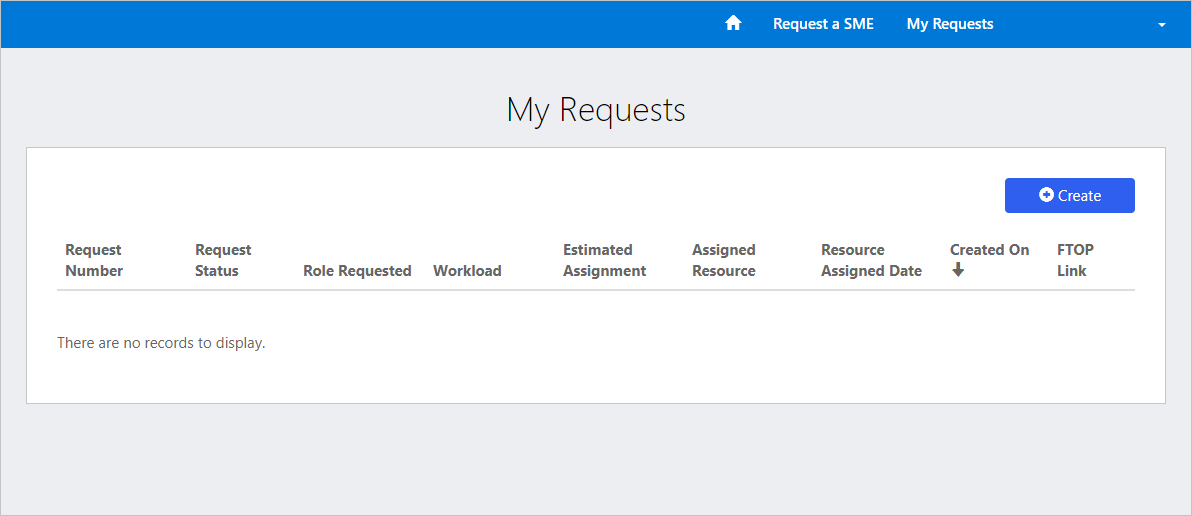 Request a SME My Requests
My Requests
Create
Request Number
Request Status
Role Requested
Workload
Estimated Assignment
Assigned Resource
Resource Assigned Date
Created On
FTOP Link
There are no records to display.